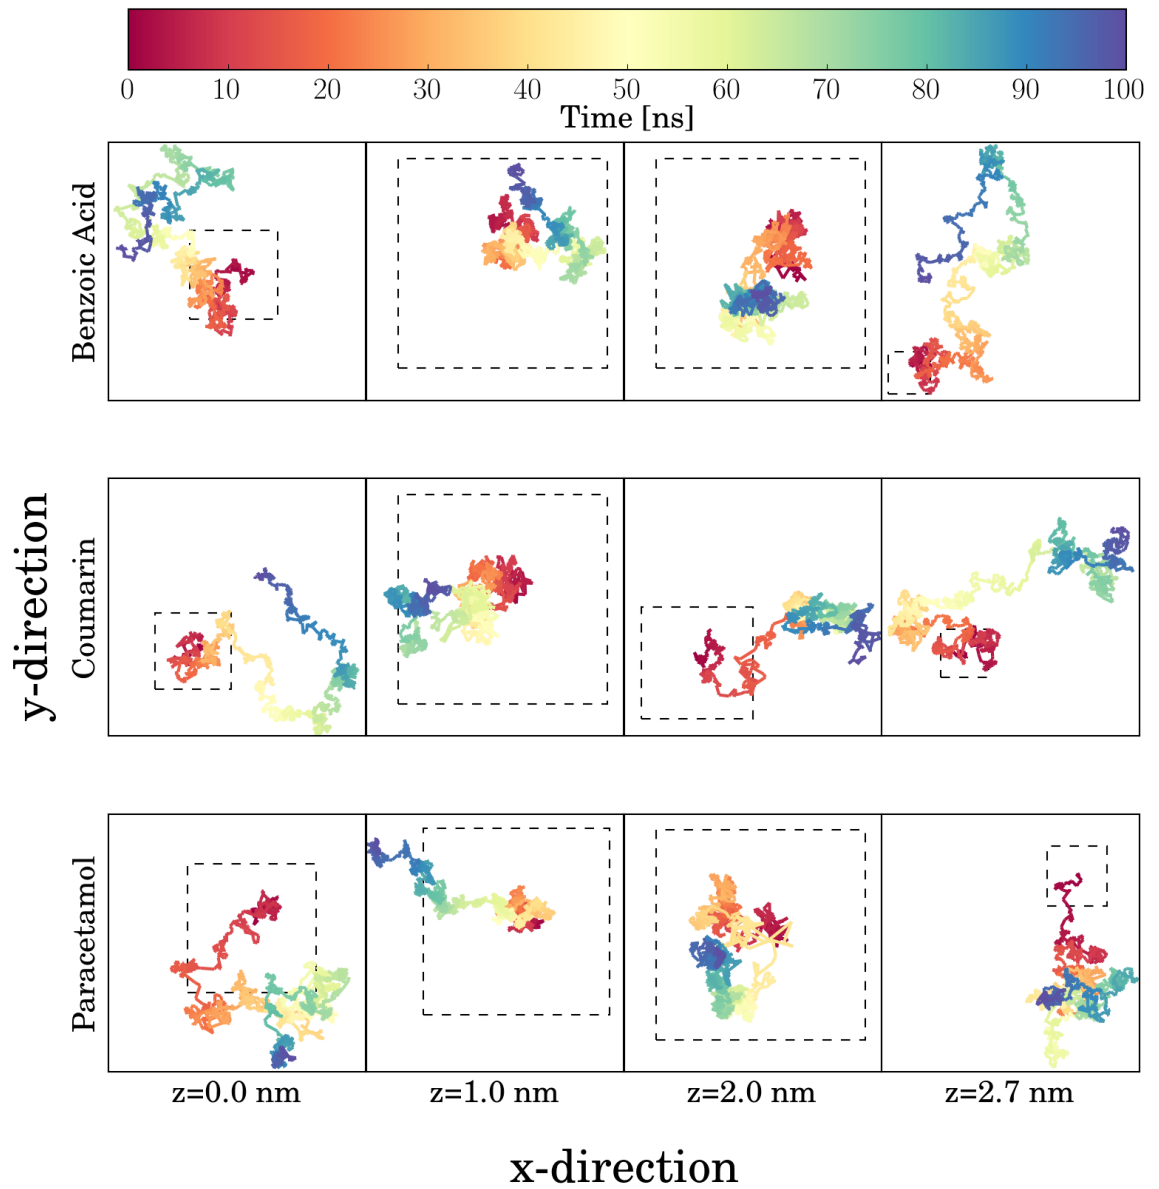 0 10 20 30 40 50 60 70 80 90 100
Time [ns]
Benzoic Acid
Coumarin
Paracetamol
y-direction
z=0.0 nm z=1.0 nm z=2.0 nm z=2.7 nm
x-direction